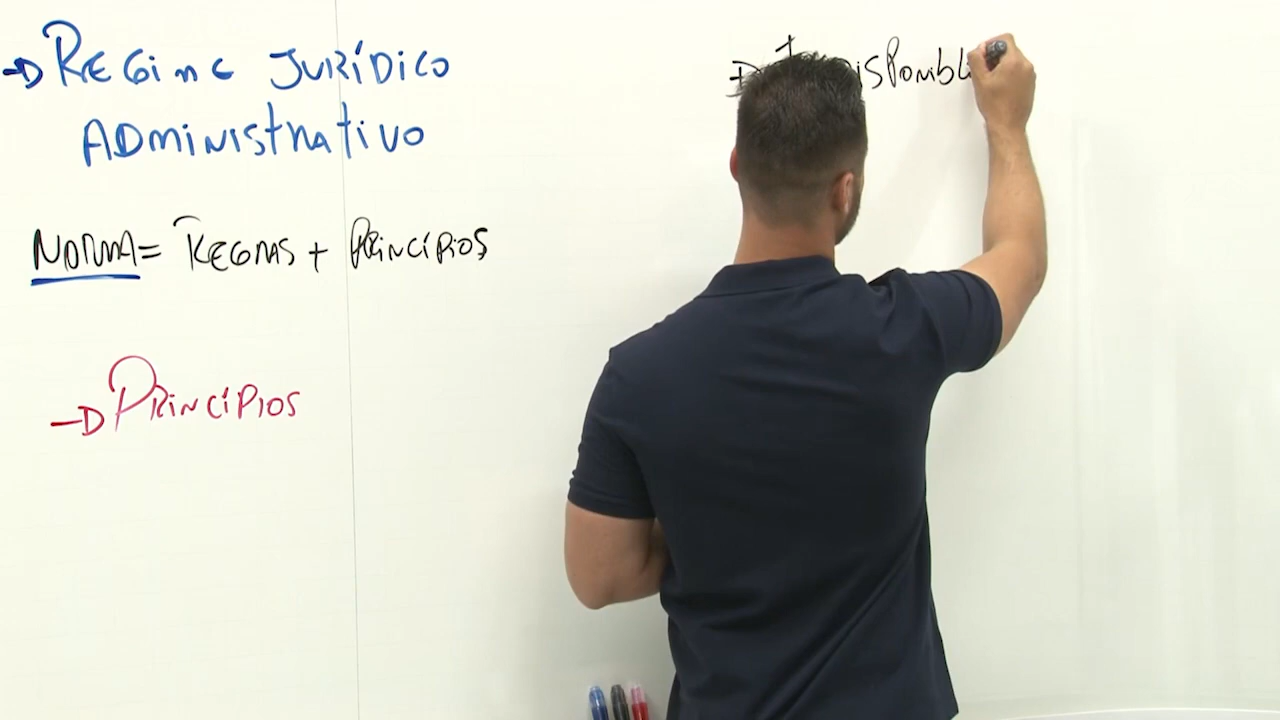 → Regime Jurídico
Administrativo
Norma = Regras + Princípios
→ Princípios